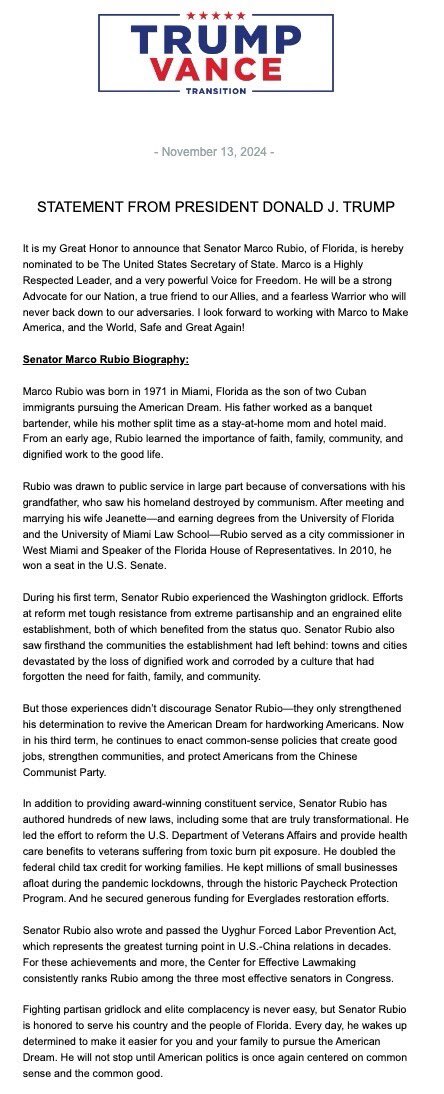 TRUMP
VANCE
TRANSITION
- November 13, 2024 -
STATEMENT FROM PRESIDENT DONALD J. TRUMP
It is my Great Honor to announce that Senator Marco Rubio, of Florida, is hereby
nominated to be The United States Secretary of State. Marco is a Highly
Respected Leader, and a very powerful Voice for Freedom. He will be a strong
Advocate for our Nation, a true friend to our Allies, and a fearless Warrior who will
never back down to our adversaries. I look forward to working with Marco to Make
America, and the World, Safe and Great Again!
Senator Marco Rubio Biography:
Marco Rubio was born in 1971 in Miami, Florida as the son of two Cuban
immigrants pursuing the American Dream. His father worked as a banquet
bartender, while his mother split time as a stay-at-home mom and hotel maid.
From an early age, Rubio learned the importance of faith, family, community, and
dignified work to the good life.
Rubio was drawn to public service in large part because of conversations with his
grandfather, who saw his homeland destroyed by communism. After meeting and
marrying his wife Jeanette—and earning degrees from the University of Florida
and the University of Miami Law School—Rubio served as a city commissioner in
West Miami and Speaker of the Florida House of Representatives. In 2010, he
won a seat in the U.S. Senate.
During his first term, Senator Rubio experienced the Washington gridlock. Efforts
at reform met tough resistance from extreme partisanship and an engrained elite
establishment, both of which benefited from the status quo. Senator Rubio also
saw firsthand the communities the establishment had left behind: towns and cities
devastated by the loss of dignified work and corroded by a culture that had
forgotten the need for faith, family, and community.
But those experiences didn't discourage Senator Rubio—they only strengthened
his determination to revive the American Dream for hardworking Americans. Now
in his third term, he continues to enact common-sense policies that create good
jobs, strengthen communities, and protect Americans from the Chinese
Communist Party.
In addition to providing award-winning constituent service, Senator Rubio has
authored hundreds of new laws, including some that are truly transformational. He
led the effort to reform the U.S. Department of Veterans Affairs and provide health
care benefits to veterans suffering from toxic burn pit exposure. He doubled the
federal child tax credit for working families. He kept millions of small businesses
afloat during the pandemic lockdowns, through the historic Paycheck Protection
Program. And he secured generous funding for Everglades restoration efforts.
Senator Rubio also wrote and passed the Uyghur Forced Labor Prevention Act,
which represents the greatest turning point in U.S.-China relations in decades.
For these achievements and more, the Center for Effective Lawmaking
consistently ranks Rubio among the three most effective senators in Congress.
Fighting partisan gridlock and elite complacency is never easy, but Senator Rubio
is honored to serve his country and the people of Florida. Every day, he wakes up
determined to make it easier for you and your family to pursue the American
Dream. He will not stop until American politics is once again centered on common
sense and the common good.